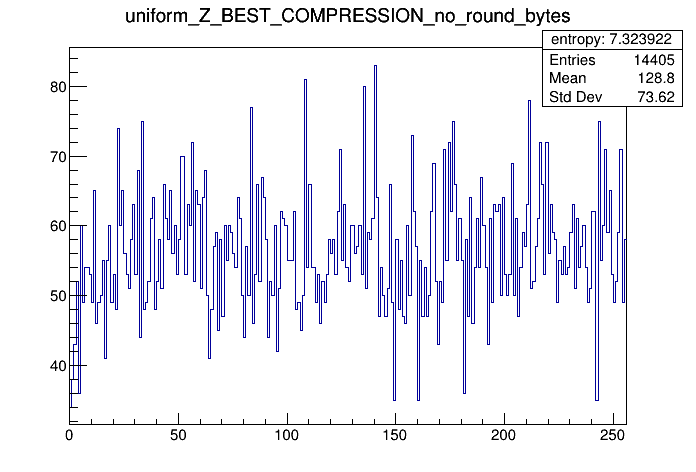 uniform_Z_BEST_COMPRESSION_no_round_bytes
entropy: 7.323922
Entries 14405
Mean 128.8
Std Dev 73.62
80
70
60
50
40
0 50 100 150 200 250